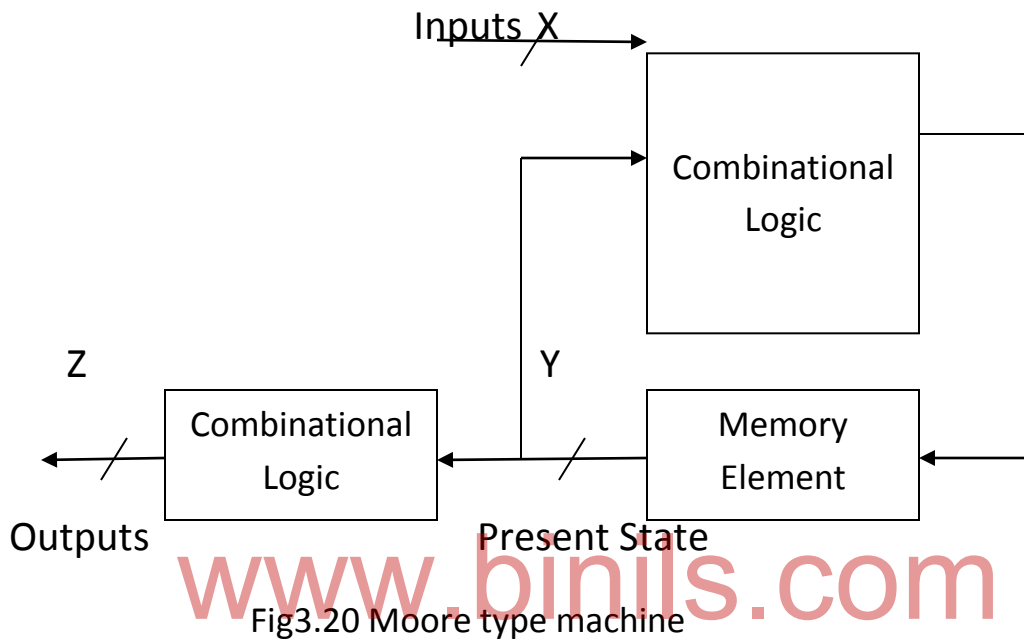 Inputs X
Combinational
Logic
Z
Y
Combinational
Logic
Memory
Element
Outputs
Present State
www.binils.com
Fig3.20 Moore type machine